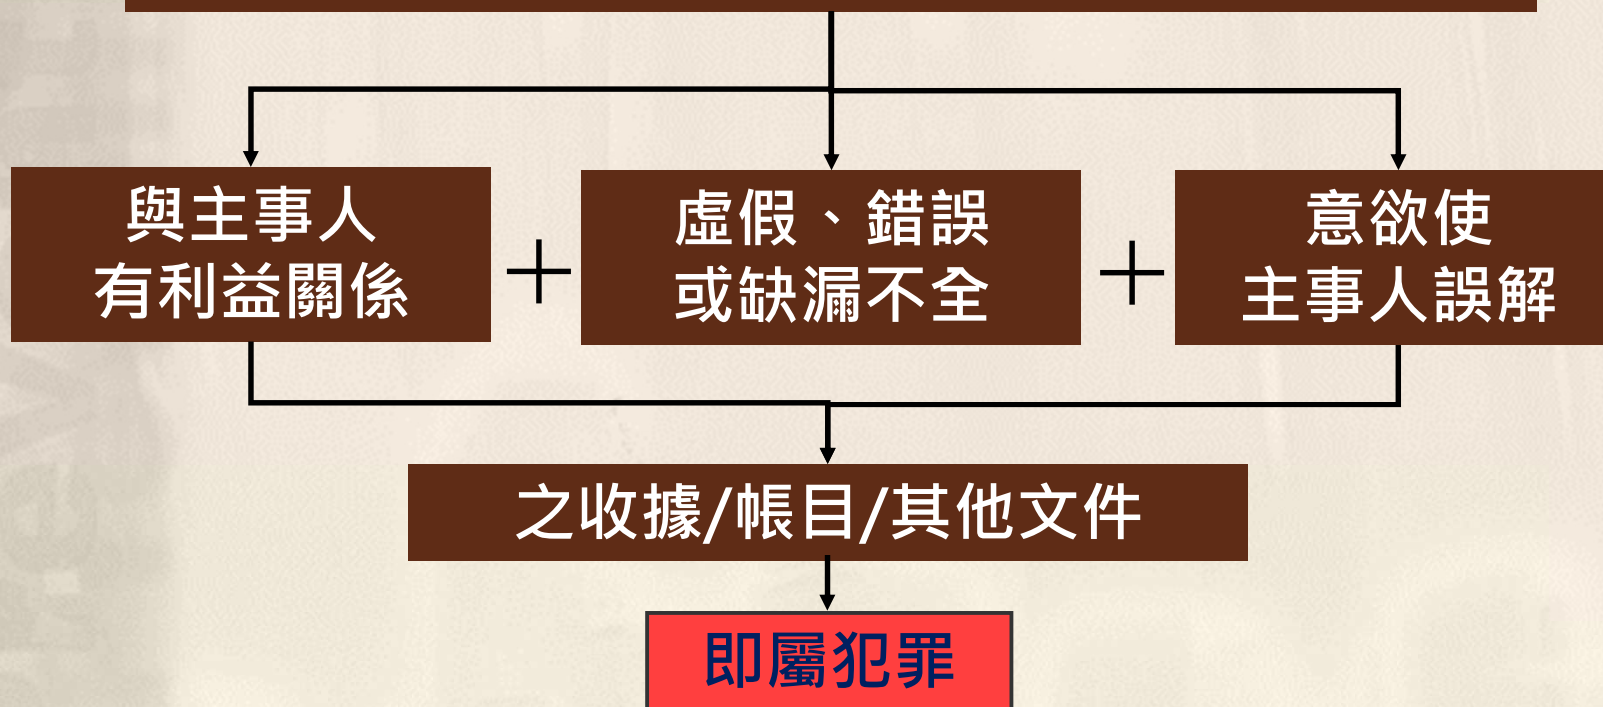 與主事人
有利益關係
+
虛假、錯誤
或缺漏不全
+
意欲使
主事人誤解
之收據/帳目/其他文件
即屬犯罪